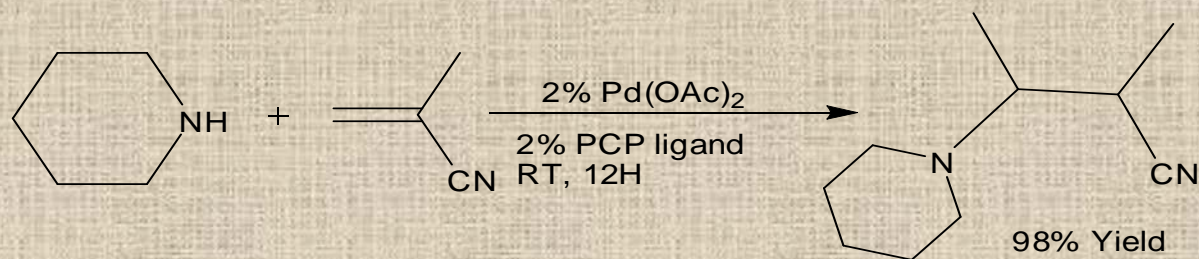 2% Pd(OAc)2
NH
+
2% PCP ligand
CN
RT, 12H
N
CN
98% Yield